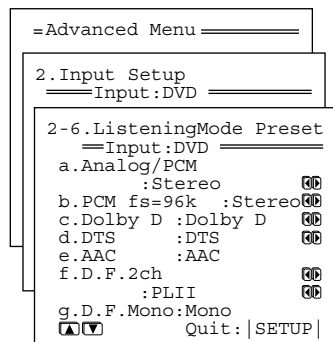 Advanced Menu
2.Input Setup
Input:DVD
2-6.ListeningMode Preset
Input:DVD
a.Analog/PCM
:Stereo
b.PCM fs=96k :Stereo
c.Dolby D :Dolby D
d.DTS :DTS
e.AAC :AAC
f.D.F.2ch
:PLII
g.D.F.Mono:Mono
Quit:|SETUP|